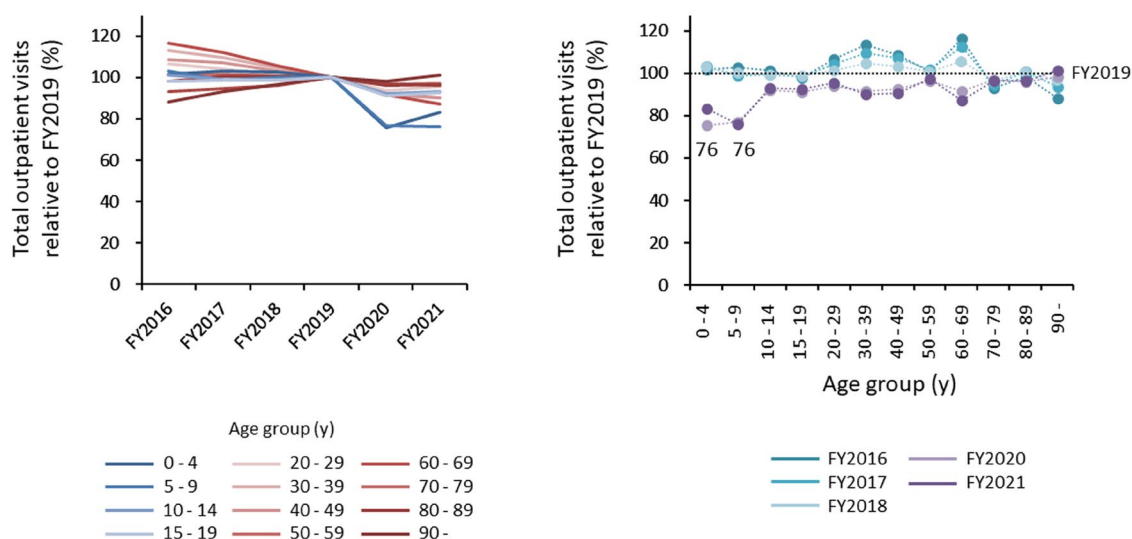 Total outpatient visits
relative to FY2019 (%)
120
100
80
60
40
20
0
FY2016
FY2017
FY2018
FY2019
FY2020
FY2021
Age group (y)
0 - 4
5 - 9
10 - 14
15 - 19
20 - 29
30 - 39
40 - 49
50 - 59
60 - 69
70 - 79
80 - 89
90 -
Total outpatient visits
relative to FY2019 (%)
120
100
80
60
40
20
0
FY2019
76
76
0 - 4
5 - 9
10 - 14
15 - 19
20 - 29
30 - 39
40 - 49
50 - 59
60 - 69
70 - 79
80 - 89
90 -
Age group (y)
FY2016
FY2017
FY2018
FY2020
FY2021